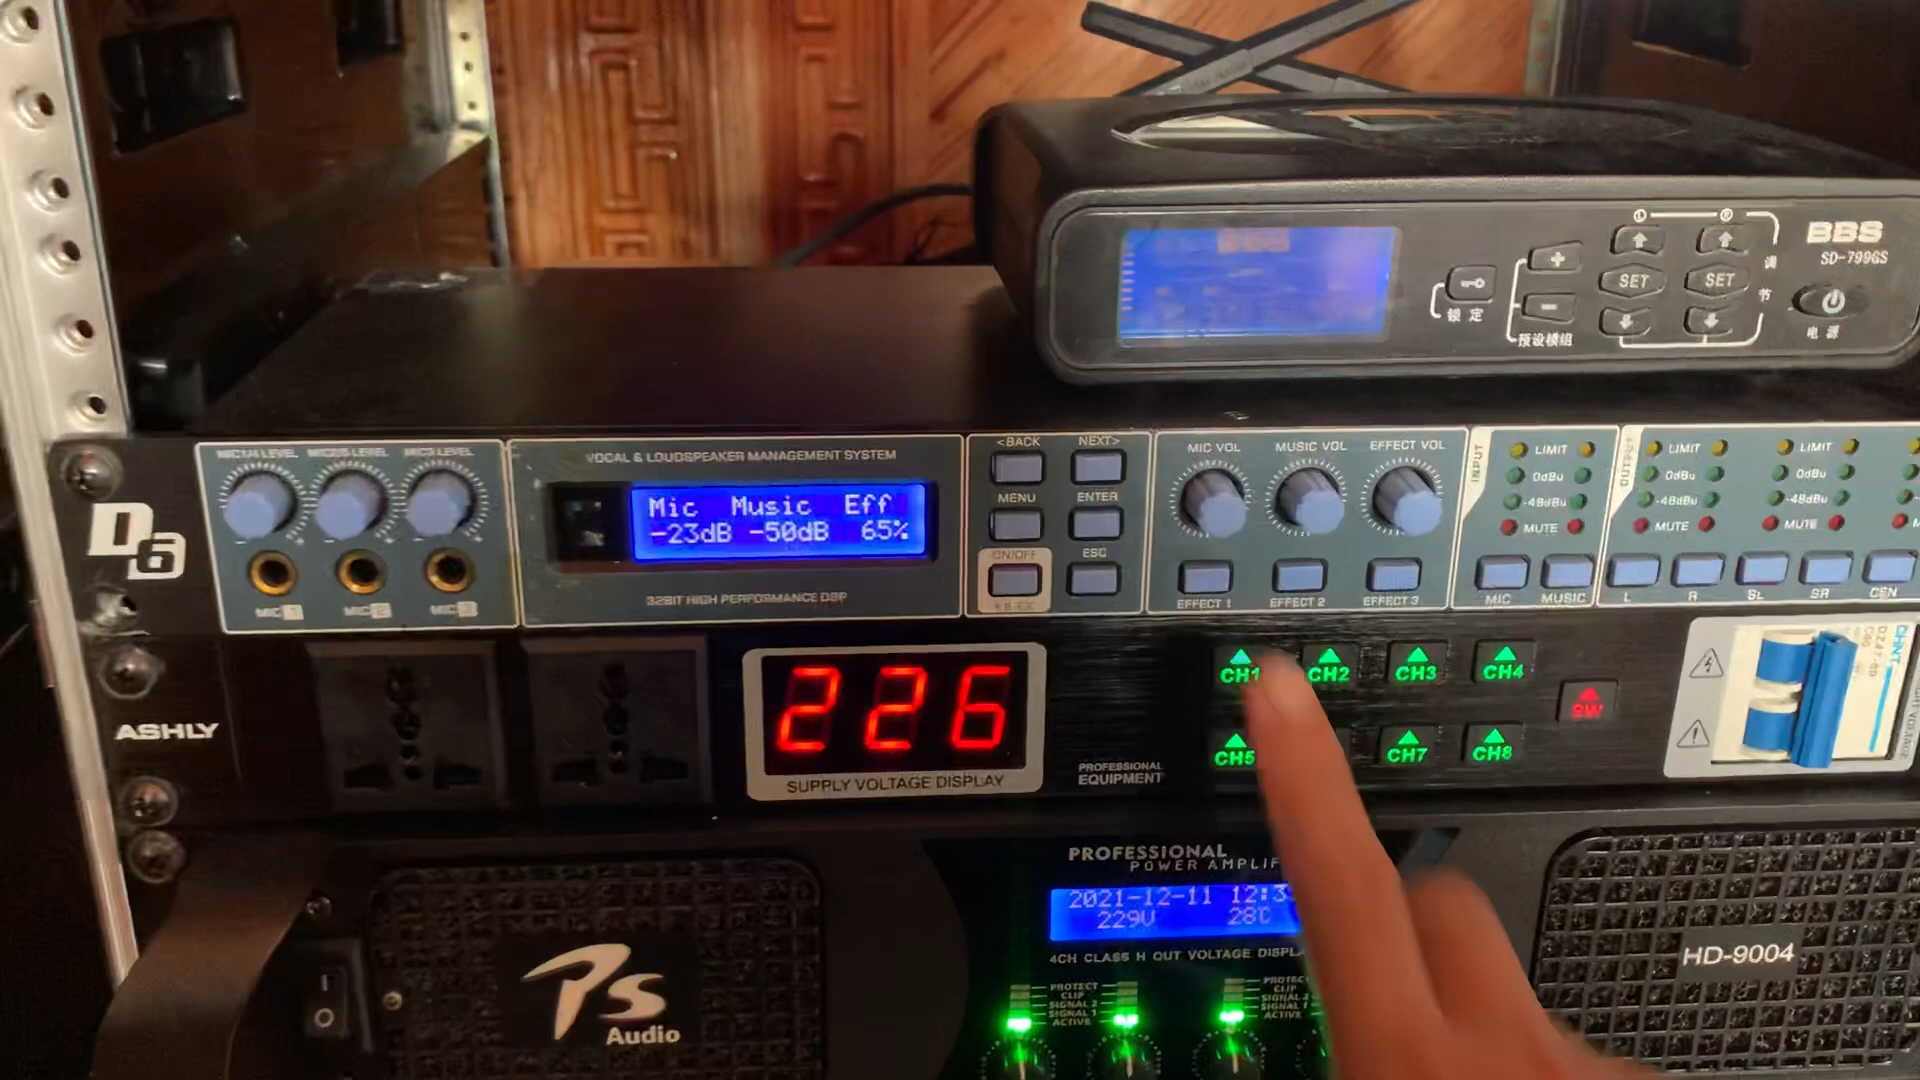 BBS
SD-799GS
SET
SET
调
节
锁定
预设模组
电源
D6
MIC1/4 LEVEL
MIC2/5 LEVEL
MIC3 LEVEL
MIC 1
MIC 2
MIC 3
VOCAL & LOUDSPEAKER MANAGEMENT SYSTEM
Mic Music Eff
-23dB -50dB 65%
32BIT HIGH PERFORMANCE DSP
<BACK
NEXT>
MENU
ENTER
ON/OFF
ESC
MIC VOL
MUSIC VOL
EFFECT VOL
EFFECT 1
EFFECT 2
EFFECT 3
INPUT
LIMIT
0dBu
-48dBu
MUTE
MIC
MUSIC
OUTPUT
LIMIT
0dBu
-48dBu
MUTE
LIMIT
0dBu
-48dBu
MUTE
L
R
SL
SR
CEN
ASHLY
226
SUPPLY VOLTAGE DISPLAY
PROFESSIONAL
EQUIPMENT
CH1
CH2
CH3
CH4
CH5
CH7
CH8
SW
CHNT
PROFESSIONAL
POWER AMPLIF
2021-12-11 12:3
229V 28C
4CH CLASS H OUT VOLTAGE DISPLA
PROTECT
CLIP
SIGNAL 2
SIGNAL 1
ACTIVE
PROTECT
CLIP
SIGNAL 2
SIGNAL 1
ACTIVE
Ps
Audio
HD-9004